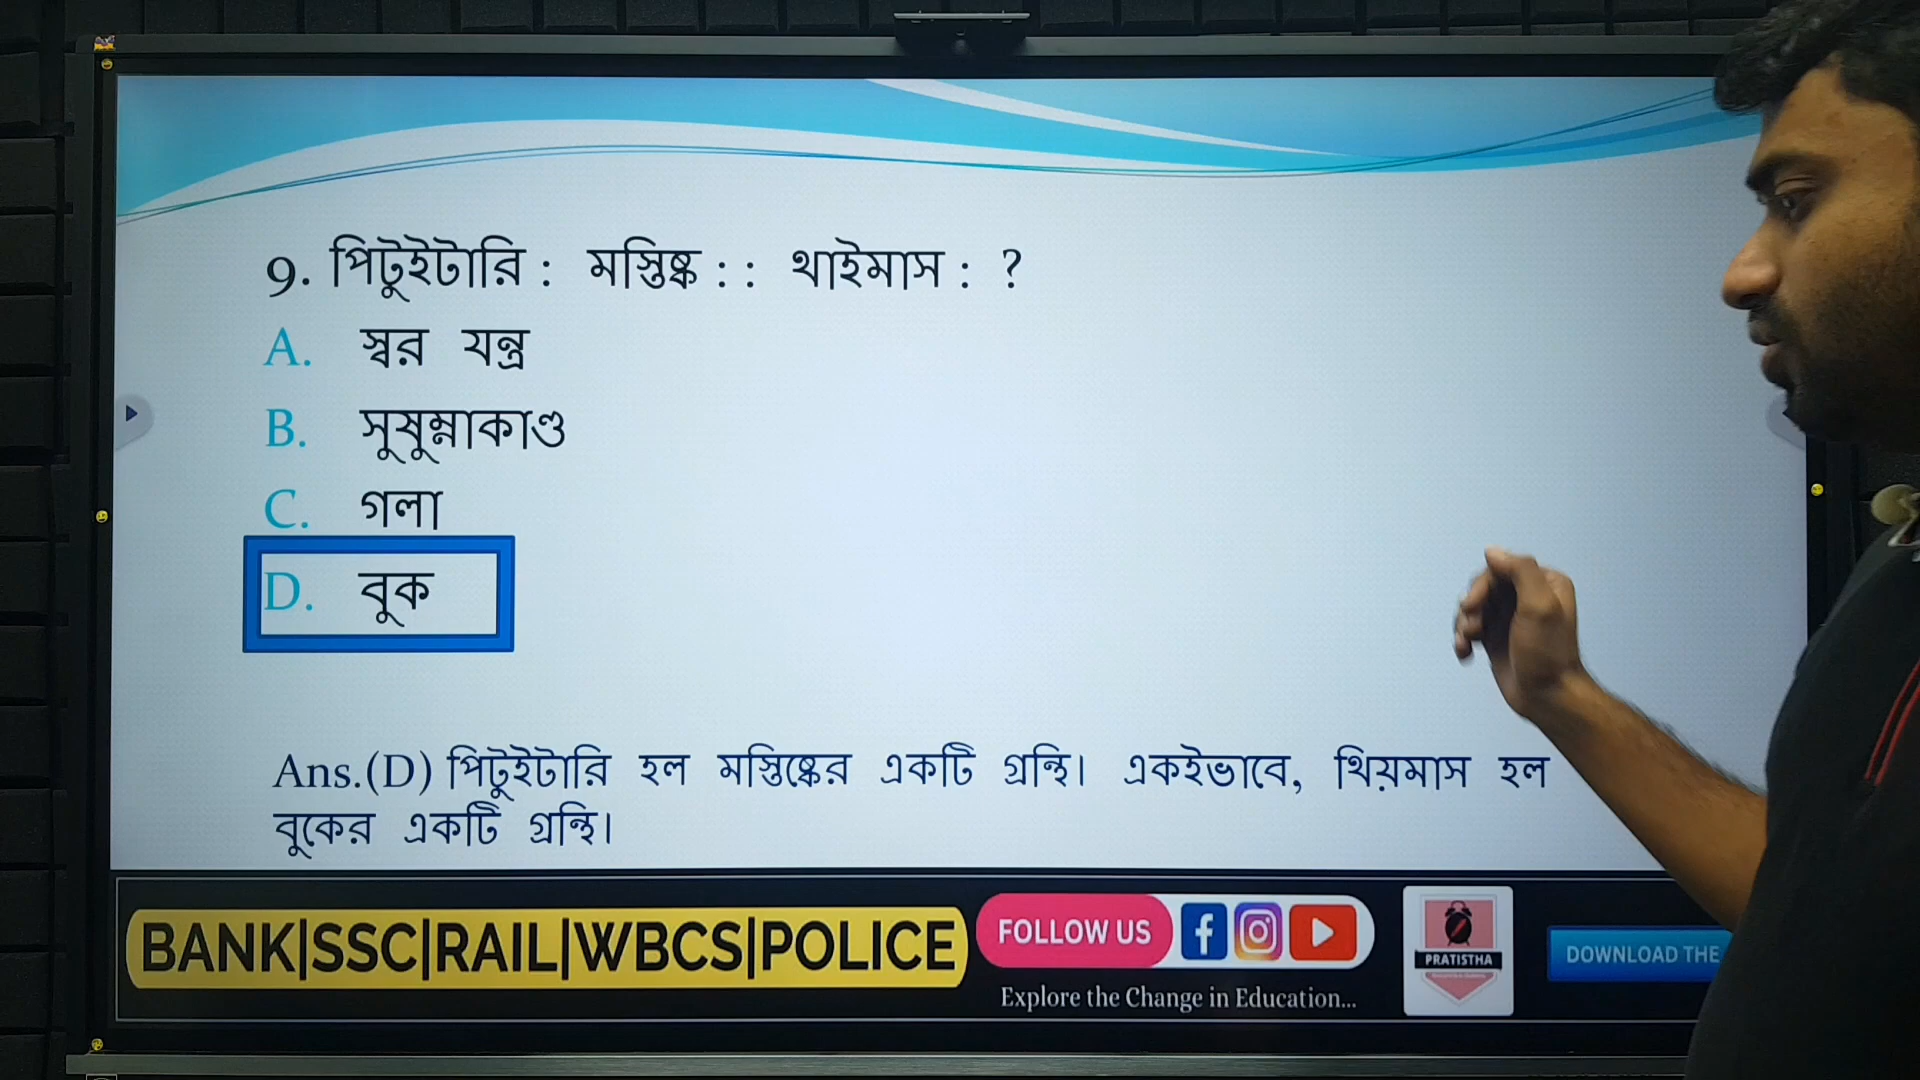 9. পিটুইটারি : মস্তিষ্ক : : থাইমাস : ?
A. স্বর যন্ত্র
B. সুষুম্নাকাণ্ড
C. গলা
D. বুক
Ans.(D) পিটুইটারি হল মস্তিষ্কের একটি গ্রন্থি। একইভাবে, থিয়মাস হল
বুকের একটি গ্রন্থি।
BANK|SSC|RAIL|WBCS|POLICE
FOLLOW US
Explore the Change in Education...
PRATISTHA
DOWNLOAD THE